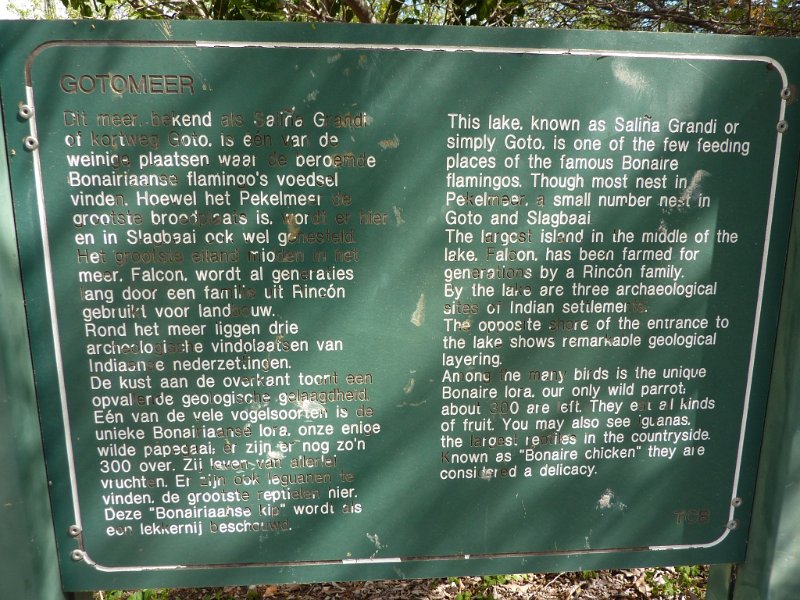 GOTOMEER
Dit meer, bekend als Saliña Grandi
of kortweg Goto, is één van de
weinige plaatsen waar de beroemde
Bonairiaanse flamingo's voedsel
vinden. Hoewel het Pekelmeer de
grootste broedplaats is, wordt er hier
en in Slagbaai ook wel genesteld.
Het grootste eiland midden in het
meer, Falcon, wordt al generaties
lang door een familie uit Rincón
gebruikt voor landbouw.
Rond het meer liggen drie
archeologische vindplaatsen van
Indiaanse nederzettingen.
De kust aan de overkant toont een
opvallende geologische gelaagdheid.
Eén van de vele vogelsoorten is de
unieke Bonairiaanse lora, onze enige
wilde papegaai, er zijn er nog zo'n
300 over. Zij leven van allerlei
vruchten. Er zijn ook leguanen te
vinden, de grootste reptielen hier.
Deze "Bonairiaanse kip" wordt als
een lekkernij beschouwd.
This lake, known as Saliña Grandi or
simply Goto, is one of the few feeding
places of the famous Bonaire
flamingos. Though most nest in
Pekelmeer, a small number nest in
Goto and Slagbaai
The largest island in the middle of the
lake, Falcon, has been farmed for
generations by a Rincón family.
By the lake are three archaeological
sites of Indian settlements.
The opposite shore of the entrance to
the lake shows remarkable geological
layering.
Among the many birds is the unique
Bonaire lora, our only wild parrot;
about 300 are left. They eat all kinds
of fruit. You may also see iguanas,
the largest reptiles in the countryside.
Known as "Bonaire chicken" they are
considered a delicacy.
TCB